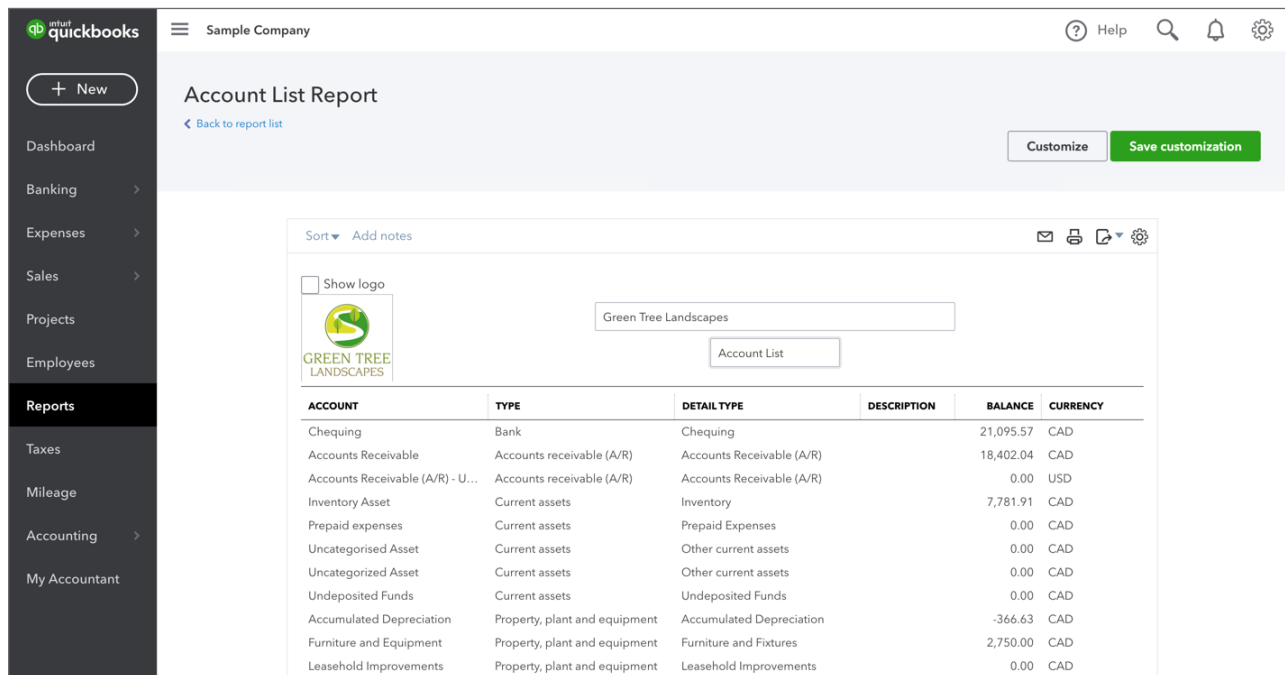 intuit quickbooks
Sample Company
Help
+ New
Account List Report
Back to report list
Customize
Save customization
Dashboard
Banking
Expenses
Sales
Projects
Employees
Reports
Taxes
Mileage
Accounting
My Accountant
Sort Add notes
Show logo
GREEN TREE
LANDSCAPES
Green Tree Landscapes
Account List
ACCOUNT TYPE DETAIL TYPE DESCRIPTION BALANCE CURRENCY
Chequing Bank Chequing 21,095.57 CAD
Accounts Receivable Accounts receivable (A/R) Accounts Receivable (A/R) 18,402.04 CAD
Accounts Receivable (A/R) - U... Accounts receivable (A/R) Accounts Receivable (A/R) 0.00 USD
Inventory Asset Current assets Inventory 7,781.91 CAD
Prepaid expenses Current assets Prepaid Expenses 0.00 CAD
Uncategorised Asset Current assets Other current assets 0.00 CAD
Uncategorized Asset Current assets Other current assets 0.00 CAD
Undeposited Funds Current assets Undeposited Funds 0.00 CAD
Accumulated Depreciation Property, plant and equipment Accumulated Depreciation -366.63 CAD
Furniture and Equipment Property, plant and equipment Furniture and Fixtures 2,750.00 CAD
Leasehold Improvements Property, plant and equipment Leasehold Improvements 0.00 CAD